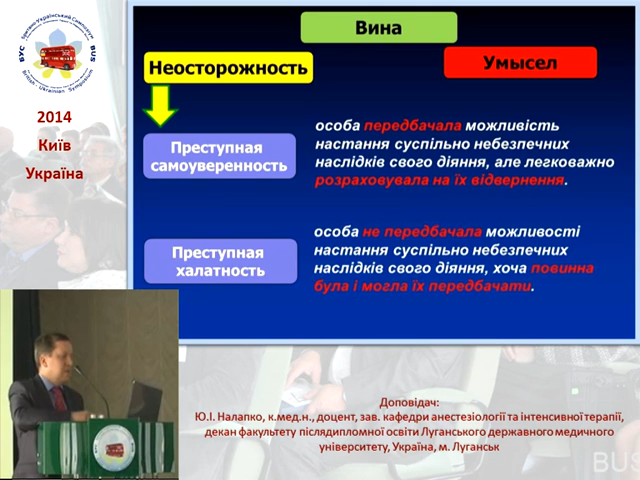 БУС
BUS
2014
Київ
Україна
Вина
Неосторожность
Умысел
Преступная
самоуверенность
особа передбачала можливість
настання суспільно небезпечних
наслідків свого діяння, але легковажно
розраховувала на їх відвернення.
Преступная
халатность
особа не передбачала можливості
настання суспільно небезпечних
наслідків свого діяння, хоча повинна
була і могла їх передбачати.
Доповідач:
Ю.І. Налапко, к.мед.н., доцент, зав. кафедри анестезіології та інтенсивної терапії,
декан факультету післядипломної освіти Луганського державного медичного
університету, Україна, м. Луганськ
BUS